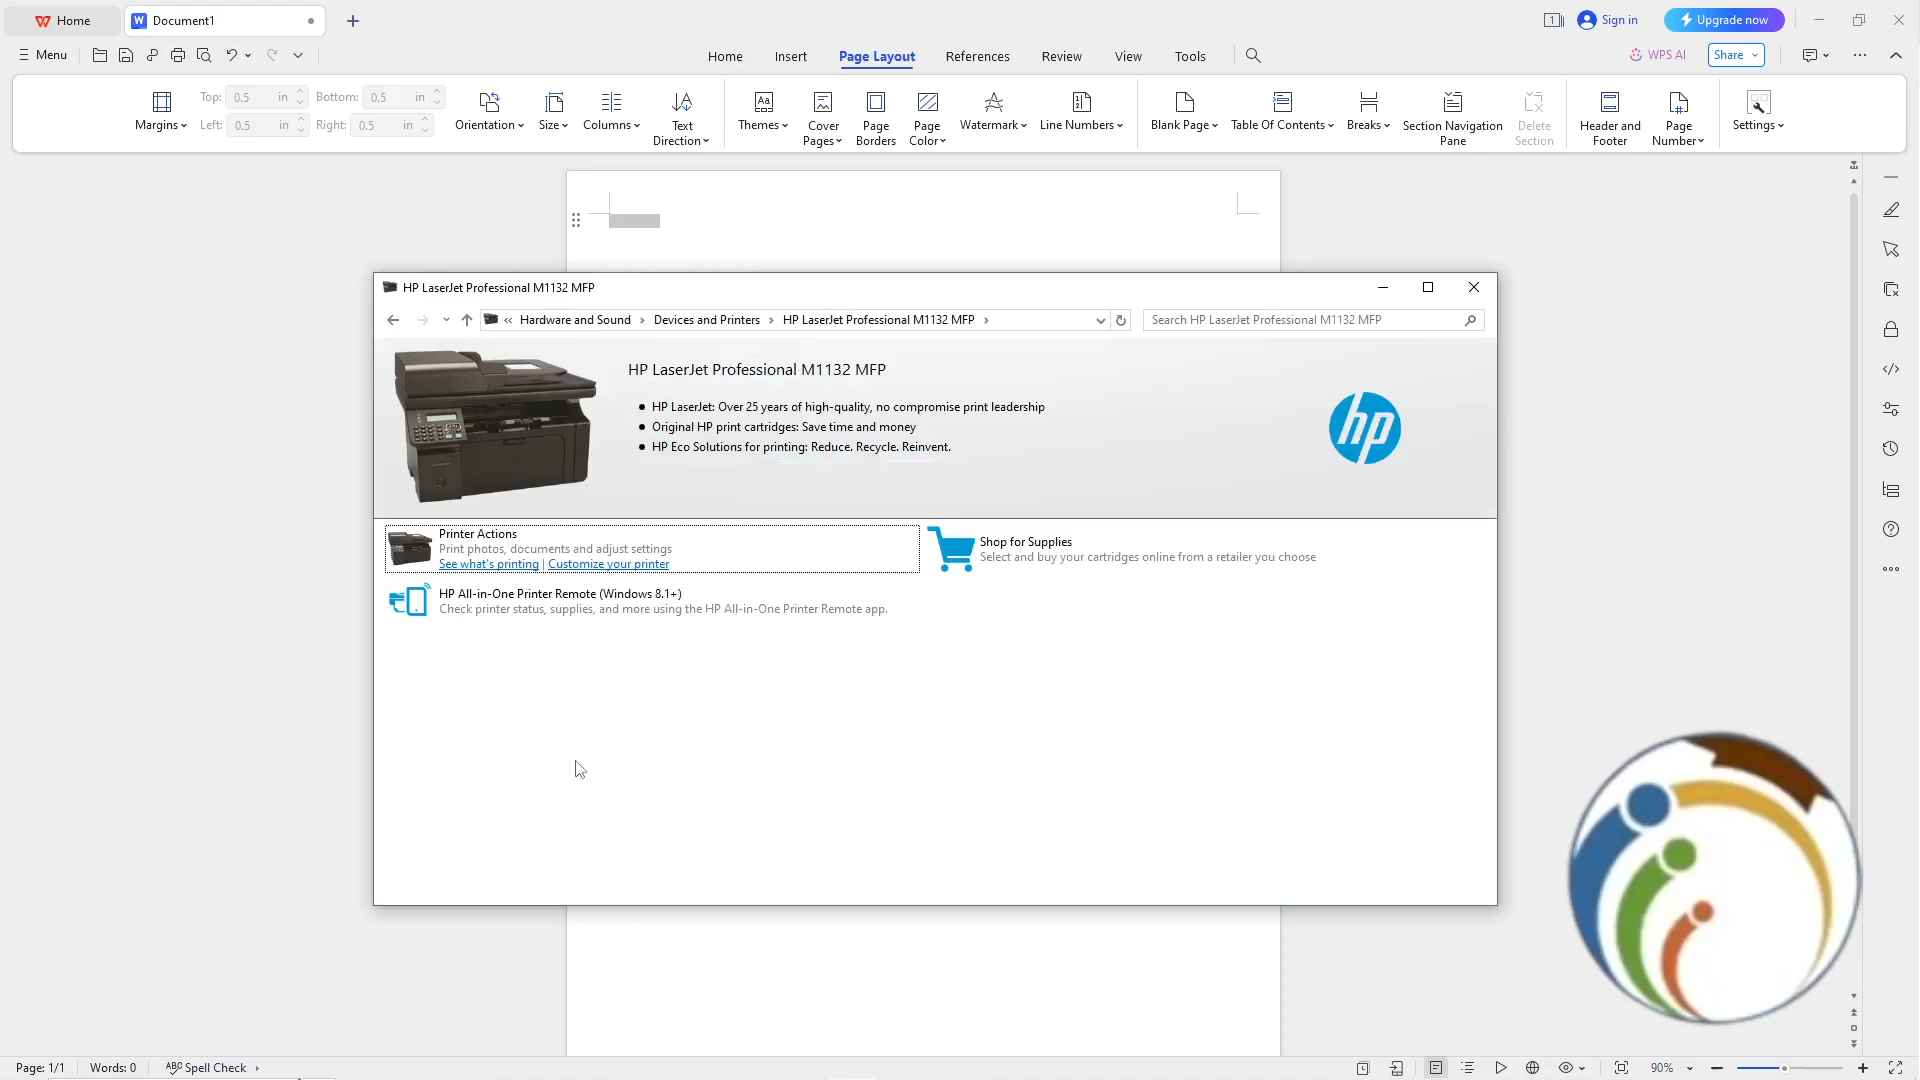 Home
Document1
Sign in
Upgrade now
Menu
Home
Insert
Page Layout
References
Review
View
Tools
WPS AI
Share
Margins
Top: 0.5 in
Bottom: 0.5 in
Left: 0.5 in
Right: 0.5 in
Orientation
Size
Columns
Text
Direction
Themes
Cover
Pages
Page
Borders
Page
Color
Watermark
Line Numbers
Blank Page
Table Of Contents
Breaks
Section Navigation
Pane
Delete
Section
Header and
Footer
Page
Number
Settings
HP LaserJet Professional M1132 MFP
« Hardware and Sound › Devices and Printers › HP LaserJet Professional M1132 MFP ›
Search HP LaserJet Professional M1132 MFP
HP LaserJet Professional M1132 MFP
● HP LaserJet: Over 25 years of high-quality, no compromise print leadership
● Original HP print cartridges: Save time and money
● HP Eco Solutions for printing: Reduce. Recycle. Reinvent.
hp
Printer Actions
Print photos, documents and adjust settings
See what's printing | Customize your printer
Shop for Supplies
Select and buy your cartridges online from a retailer you choose
HP All-in-One Printer Remote (Windows 8.1+)
Check printer status, supplies, and more using the HP All-in-One Printer Remote app.
Page: 1/1
Words: 0
ABC Spell Check
90%